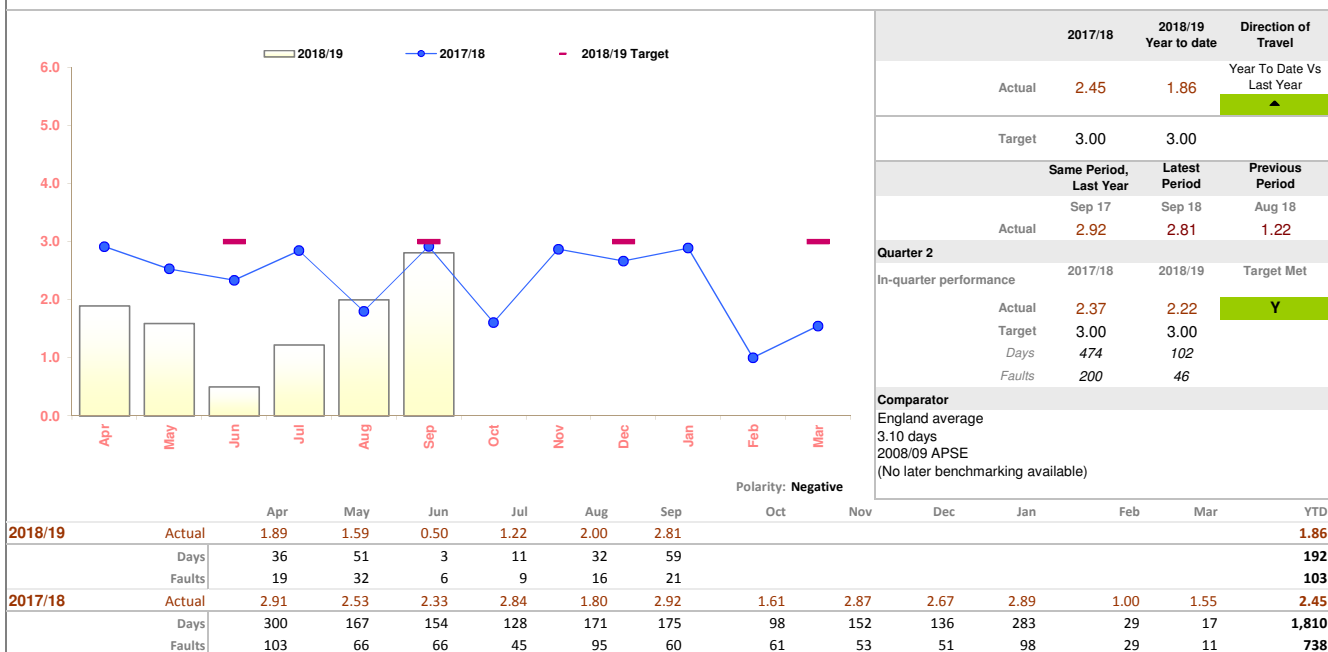 2018/19 2017/18 2018/19 Target
6.0
5.0
4.0
3.0
2.0
1.0
0.0
Apr May Jun Jul Aug Sep Oct Nov Dec Jan Feb Mar
Polarity: Negative
2017/18 2018/19 Year to date Direction of Travel
Year To Date Vs Last Year
Actual 2.45 1.86
Target 3.00 3.00
Same Period, Last Year Latest Period Previous Period
Sep 17 Sep 18 Aug 18
Actual 2.92 2.81 1.22
Quarter 2
In-quarter performance 2017/18 2018/19 Target Met
Actual 2.37 2.22 Y
Target 3.00 3.00
Days 474 102
Faults 200 46
Comparator
England average
3.10 days
2008/09 APSE
(No later benchmarking available)
Apr May Jun Jul Aug Sep Oct Nov Dec Jan Feb Mar YTD
2018/19 Actual 1.89 1.59 0.50 1.22 2.00 2.81 1.86
Days 36 51 3 11 32 59 192
Faults 19 32 6 9 16 21 103
2017/18 Actual 2.91 2.53 2.33 2.84 1.80 2.92 1.61 2.87 2.67 2.89 1.00 1.55 2.45
Days 300 167 154 128 171 175 98 152 136 283 29 17 1,810
Faults 103 66 66 45 95 60 61 53 51 98 29 11 738